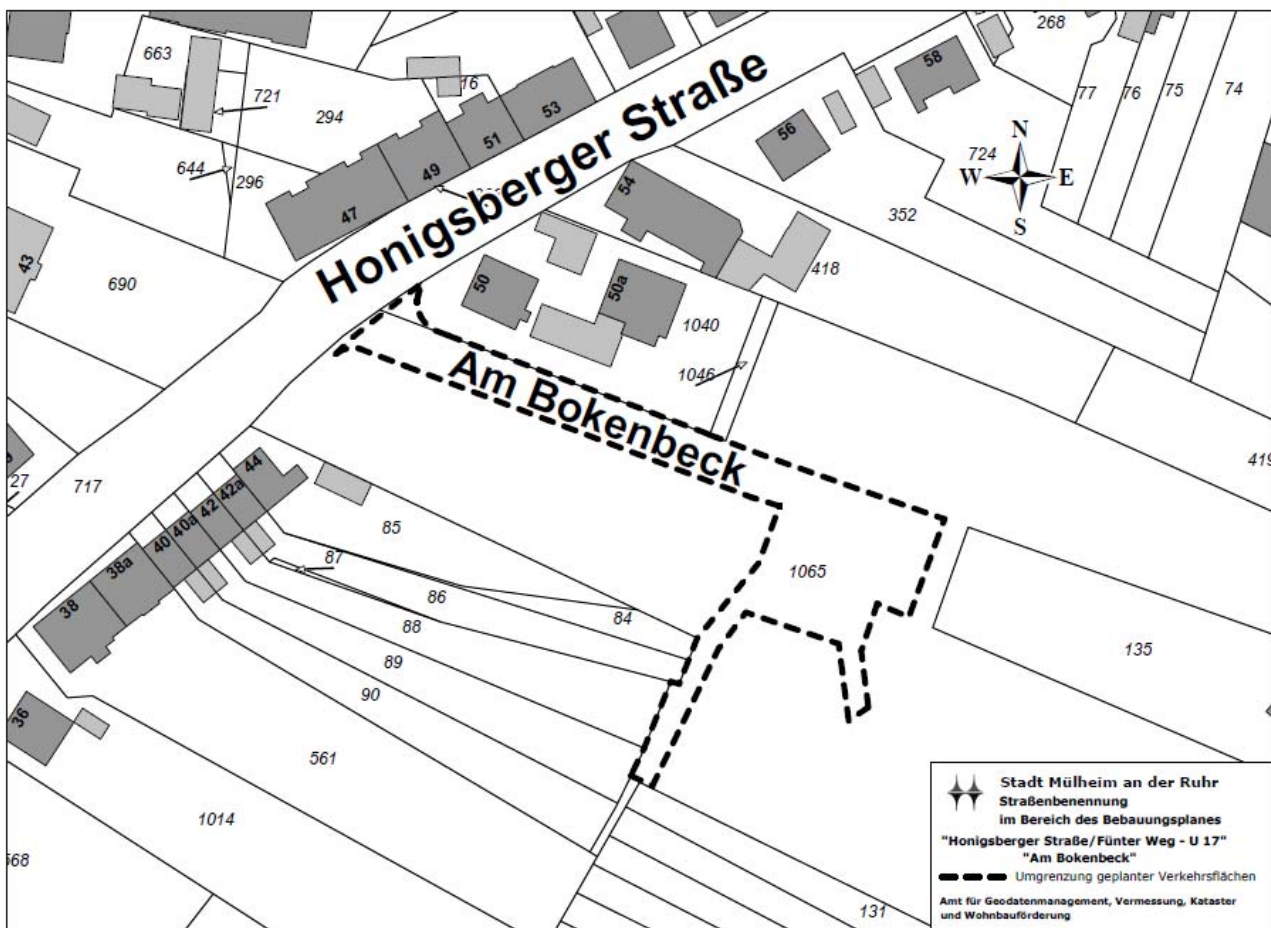 268
663
58
77
76
75
74
721
294
16
53
51
56
724
N
W
E
S
644
296
49
47
Honigsberger Straße
54
352
43
690
50
50a
418
1040
1046
Am Bokenbeck
419
27
717
44
42a
42
40a
40
38a
38
85
87
86
84
88
89
90
1065
135
36
561
1014
568
131
Stadt Mülheim an der Ruhr
Straßenbenennung
im Bereich des Bebauungsplanes
"Honigsberger Straße/Fünter Weg - U 17"
"Am Bokenbeck"
Umgrenzung geplanter Verkehrsflächen
Amt für Geodatenmanagement, Vermessung, Kataster
und Wohnbauförderung